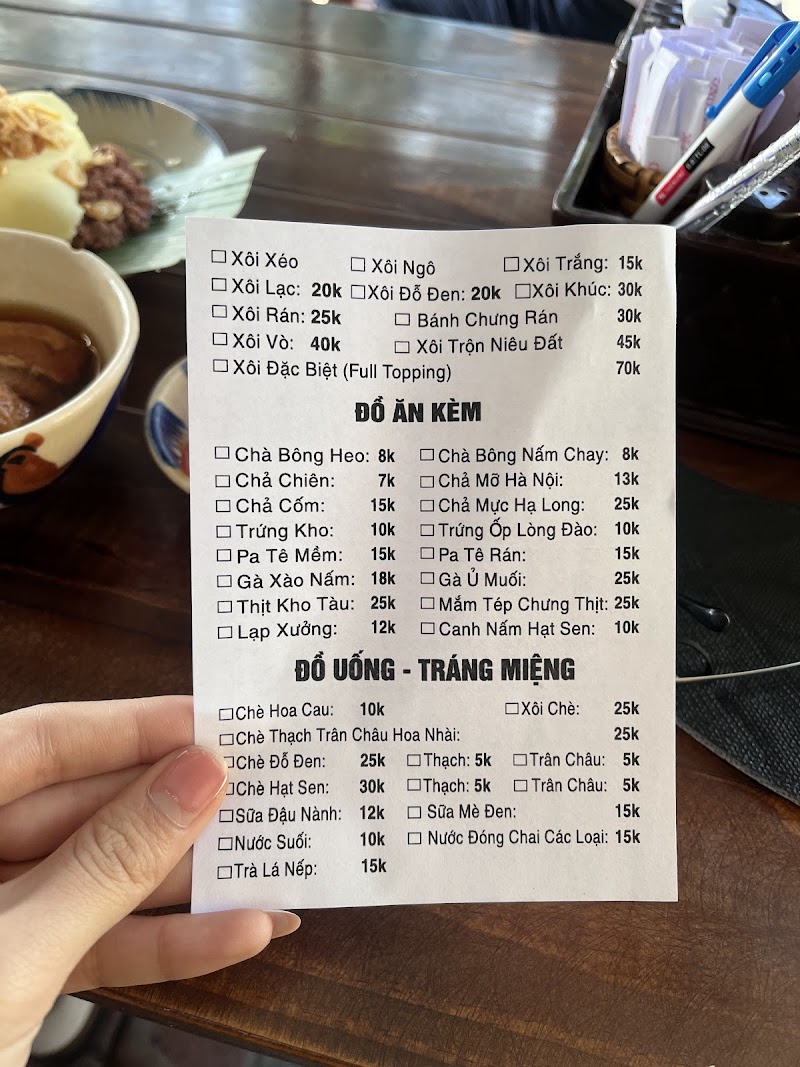 ☐ Xôi Xéo ☐ Xôi Ngô ☐ Xôi Trắng: 15k
☐ Xôi Lạc: 20k ☐ Xôi Đỗ Đen: 20k ☐ Xôi Khúc: 30k
☐ Xôi Rán: 25k ☐ Bánh Chưng Rán 30k
☐ Xôi Vò: 40k ☐ Xôi Trộn Niêu Đất 45k
☐ Xôi Đặc Biệt (Full Topping) 70k
ĐỒ ĂN KÈM
☐ Chà Bông Heo: 8k ☐ Chà Bông Nấm Chay: 8k
☐ Chả Chiên: 7k ☐ Chả Mỡ Hà Nội: 13k
☐ Chả Cốm: 15k ☐ Chả Mực Hạ Long: 25k
☐ Trứng Kho: 10k ☐ Trứng Ốp Lòng Đào: 10k
☐ Pa Tê Mềm: 15k ☐ Pa Tê Rán: 15k
☐ Gà Xào Nấm: 18k ☐ Gà Ủ Muối: 25k
☐ Thịt Kho Tàu: 25k ☐ Mắm Tép Chưng Thịt: 25k
☐ Lạp Xưởng: 12k ☐ Canh Nấm Hạt Sen: 10k
ĐỒ UỐNG - TRÁNG MIỆNG
☐ Chè Hoa Cau: 10k ☐ Xôi Chè: 25k
☐ Chè Thạch Trân Châu Hoa Nhài: 25k
☐ Chè Đỗ Đen: 25k ☐ Thạch: 5k ☐ Trân Châu: 5k
☐ Chè Hạt Sen: 30k ☐ Thạch: 5k ☐ Trân Châu: 5k
☐ Sữa Đậu Nành: 12k ☐ Sữa Mè Đen: 15k
☐ Nước Suối: 10k ☐ Nước Đóng Chai Các Loại: 15k
☐ Trà Lá Nếp: 15k